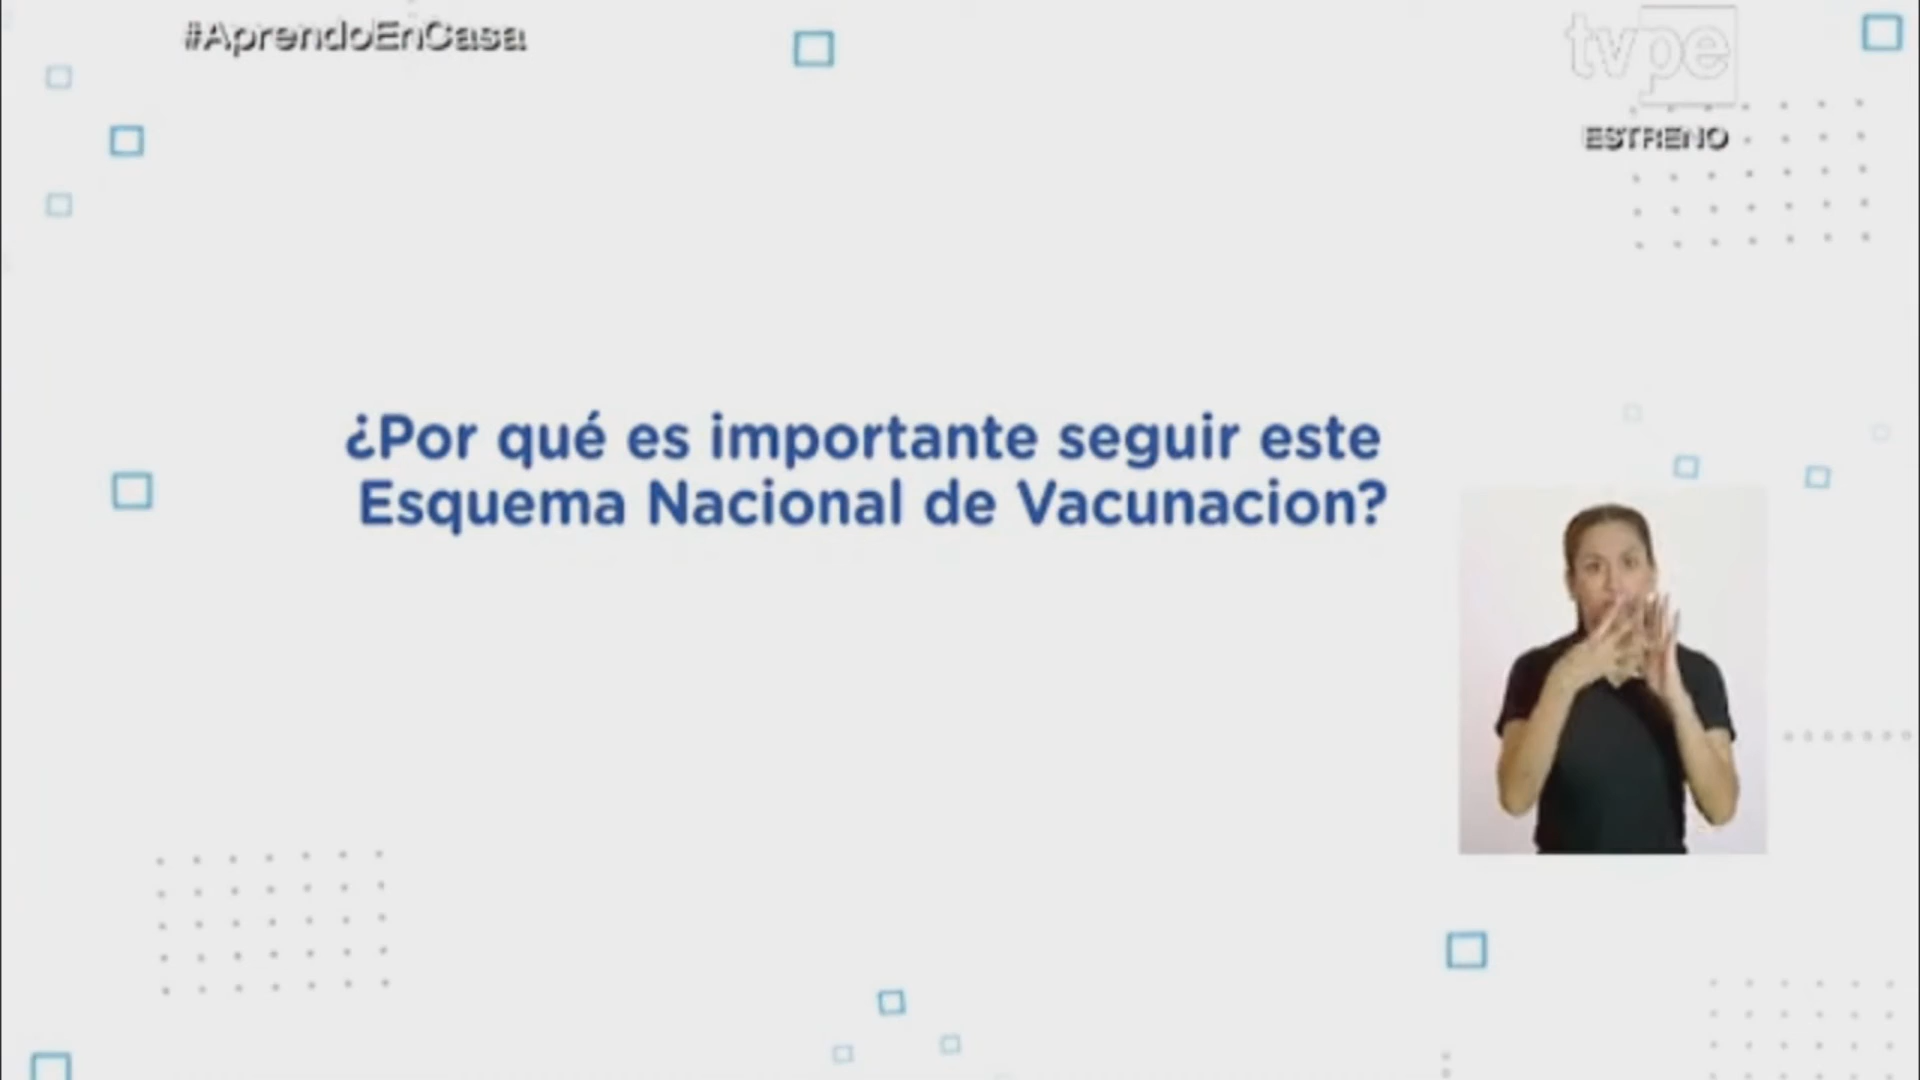 #AprendoEnCasa
tvpe
ESTRENO
¿Por qué es importante seguir este
Esquema Nacional de Vacunacion?